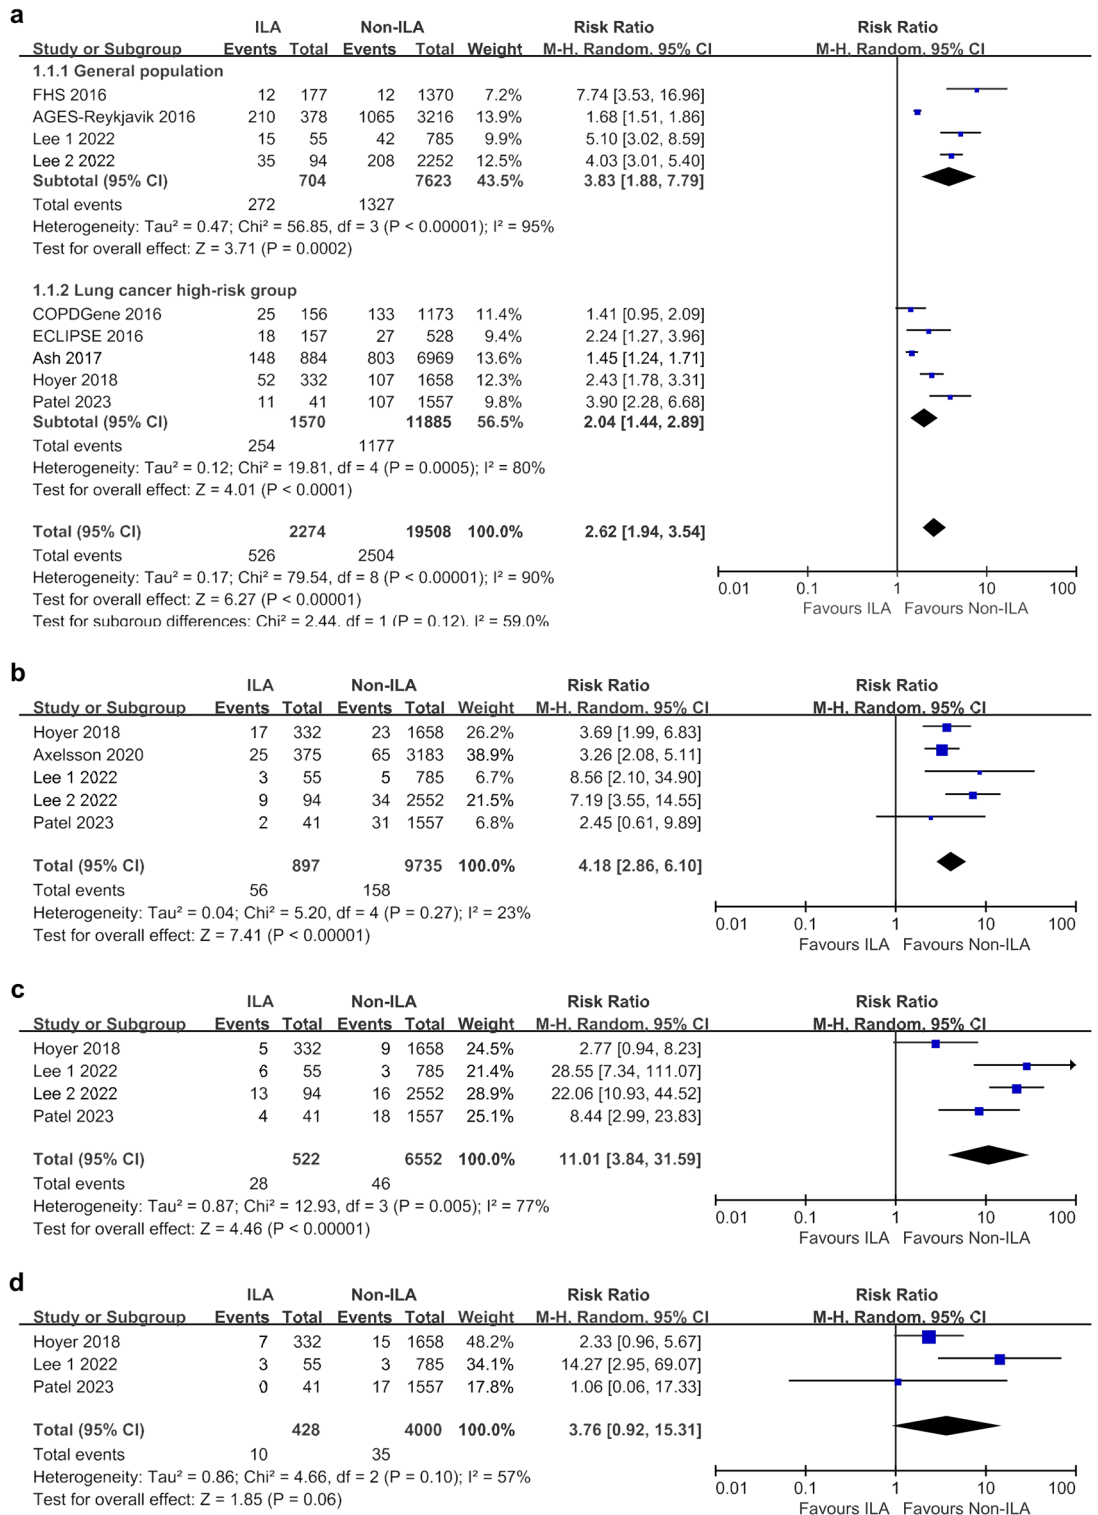 a
ILA Non-ILA Risk Ratio Risk Ratio
Study or Subgroup Events Total Events Total Weight M-H, Random, 95% CI M-H, Random, 95% CI
1.1.1 General population
FHS 2016 12 177 12 1370 7.2% 7.74 [3.53, 16.96]
AGES-Reykjavik 2016 210 378 1065 3216 13.9% 1.68 [1.51, 1.86]
Lee 1 2022 15 55 42 785 9.9% 5.10 [3.02, 8.59]
Lee 2 2022 35 94 208 2252 12.5% 4.03 [3.01, 5.40]
Subtotal (95% CI) 704 7623 43.5% 3.83 [1.88, 7.79]
Total events 272 1327
Heterogeneity: Tau² = 0.47; Chi² = 56.85, df = 3 (P < 0.00001); I² = 95%
Test for overall effect: Z = 3.71 (P = 0.0002)
1.1.2 Lung cancer high-risk group
COPDGene 2016 25 156 133 1173 11.4% 1.41 [0.95, 2.09]
ECLIPSE 2016 18 157 27 528 9.4% 2.24 [1.27, 3.96]
Ash 2017 148 884 803 6969 13.6% 1.45 [1.24, 1.71]
Hoyer 2018 52 332 107 1658 12.3% 2.43 [1.78, 3.31]
Patel 2023 11 41 107 1557 9.8% 3.90 [2.28, 6.68]
Subtotal (95% CI) 1570 11885 56.5% 2.04 [1.44, 2.89]
Total events 254 1177
Heterogeneity: Tau² = 0.12; Chi² = 19.81, df = 4 (P = 0.0005); I² = 80%
Test for overall effect: Z = 4.01 (P < 0.0001)
Total (95% CI) 2274 19508 100.0% 2.62 [1.94, 3.54]
Total events 526 2504
Heterogeneity: Tau² = 0.17; Chi² = 79.54, df = 8 (P < 0.00001); I² = 90%
Test for overall effect: Z = 6.27 (P < 0.00001)
Test for subgroup differences: Chi² = 2.44, df = 1 (P = 0.12), I² = 59.0%
0.01 0.1 1 10 100
Favours ILA Favours Non-ILA
b
ILA Non-ILA Risk Ratio Risk Ratio
Study or Subgroup Events Total Events Total Weight M-H, Random, 95% CI M-H, Random, 95% CI
Hoyer 2018 17 332 23 1658 26.2% 3.69 [1.99, 6.83]
Axelsson 2020 25 375 65 3183 38.9% 3.26 [2.08, 5.11]
Lee 1 2022 3 55 5 785 6.7% 8.56 [2.10, 34.90]
Lee 2 2022 9 94 34 2552 21.5% 7.19 [3.55, 14.55]
Patel 2023 2 41 31 1557 6.8% 2.45 [0.61, 9.89]
Total (95% CI) 897 9735 100.0% 4.18 [2.86, 6.10]
Total events 56 158
Heterogeneity: Tau² = 0.04; Chi² = 5.20, df = 4 (P = 0.27); I² = 23%
Test for overall effect: Z = 7.41 (P < 0.00001)
0.01 0.1 1 10 100
Favours ILA Favours Non-ILA
c
ILA Non-ILA Risk Ratio Risk Ratio
Study or Subgroup Events Total Events Total Weight M-H, Random, 95% CI M-H, Random, 95% CI
Hoyer 2018 5 332 9 1658 24.5% 2.77 [0.94, 8.23]
Lee 1 2022 6 55 3 785 21.4% 28.55 [7.34, 111.07]
Lee 2 2022 13 94 16 2552 28.9% 22.06 [10.93, 44.52]
Patel 2023 4 41 18 1557 25.1% 8.44 [2.99, 23.83]
Total (95% CI) 522 6552 100.0% 11.01 [3.84, 31.59]
Total events 28 46
Heterogeneity: Tau² = 0.87; Chi² = 12.93, df = 3 (P = 0.005); I² = 77%
Test for overall effect: Z = 4.46 (P < 0.00001)
0.01 0.1 1 10 100
Favours ILA Favours Non-ILA
d
ILA Non-ILA Risk Ratio Risk Ratio
Study or Subgroup Events Total Events Total Weight M-H, Random, 95% CI M-H, Random, 95% CI
Hoyer 2018 7 332 15 1658 48.2% 2.33 [0.96, 5.67]
Lee 1 2022 3 55 3 785 34.1% 14.27 [2.95, 69.07]
Patel 2023 0 41 17 1557 17.8% 1.06 [0.06, 17.33]
Total (95% CI) 428 4000 100.0% 3.76 [0.92, 15.31]
Total events 10 35
Heterogeneity: Tau² = 0.86; Chi² = 4.66, df = 2 (P = 0.10); I² = 57%
Test for overall effect: Z = 1.85 (P = 0.06)
0.01 0.1 1 10 100
Favours ILA Favours Non-ILA